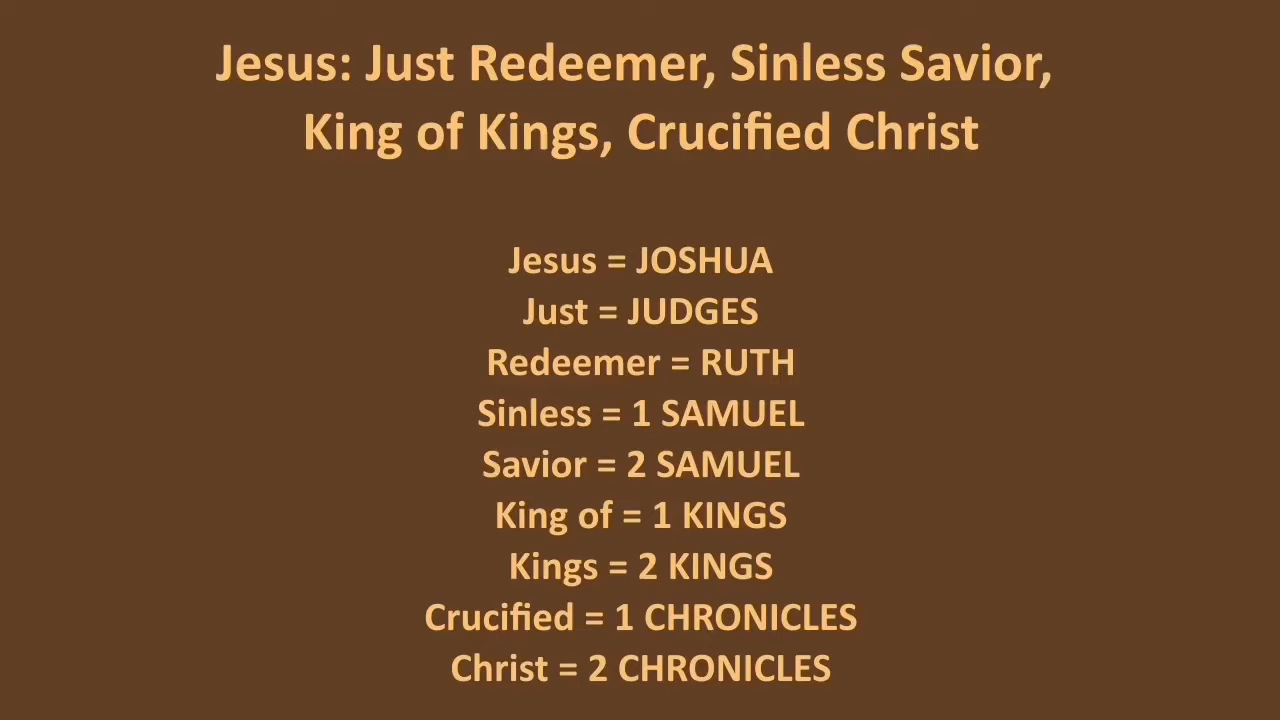 Jesus: Just Redeemer, Sinless Savior,
King of Kings, Crucified Christ
Jesus = JOSHUA
Just = JUDGES
Redeemer = RUTH
Sinless = 1 SAMUEL
Savior = 2 SAMUEL
King of = 1 KINGS
Kings = 2 KINGS
Crucified = 1 CHRONICLES
Christ = 2 CHRONICLES